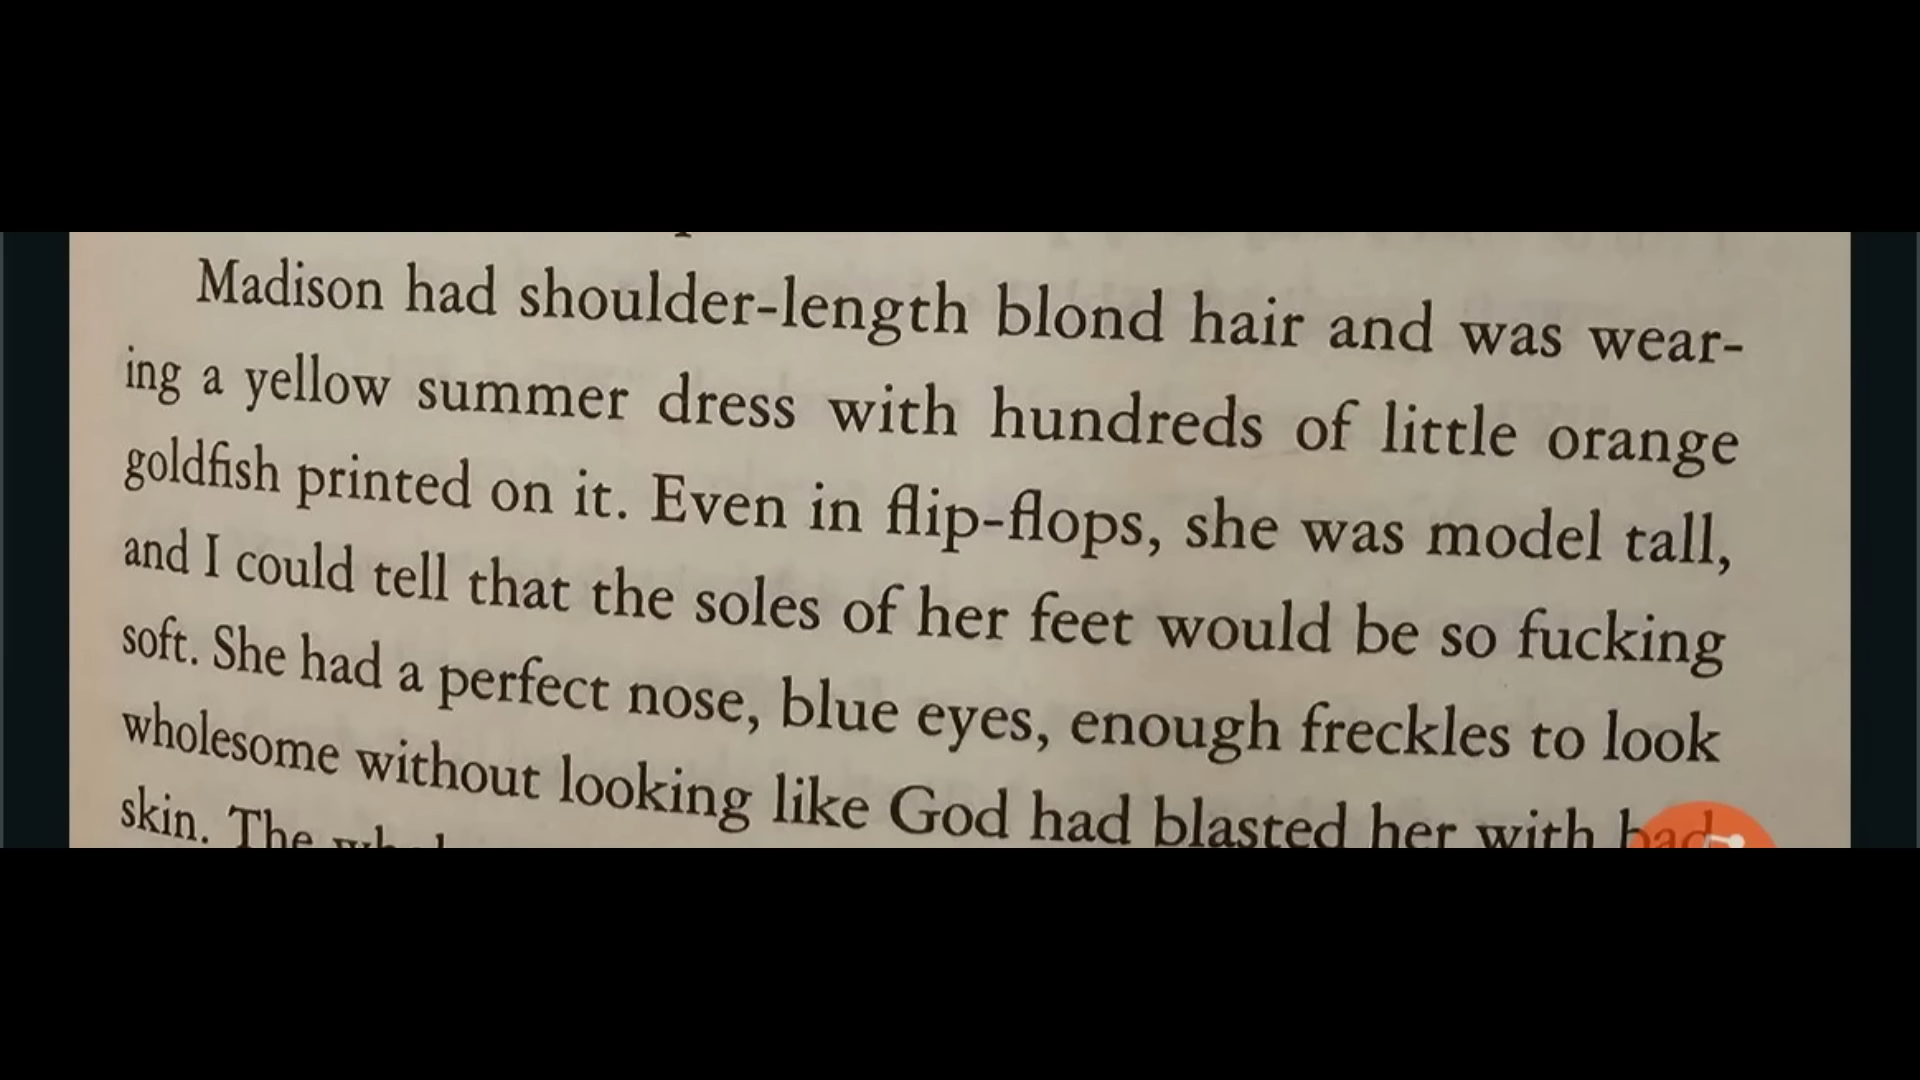 Madison had shoulder-length blond hair and was wear-
ing a yellow summer dress with hundreds of little orange
goldfish printed on it. Even in flip-flops, she was model tall,
and I could tell that the soles of her feet would be so fucking
soft. She had a perfect nose, blue eyes, enough freckles to look
wholesome without looking like God had blasted her with bad
skin. The